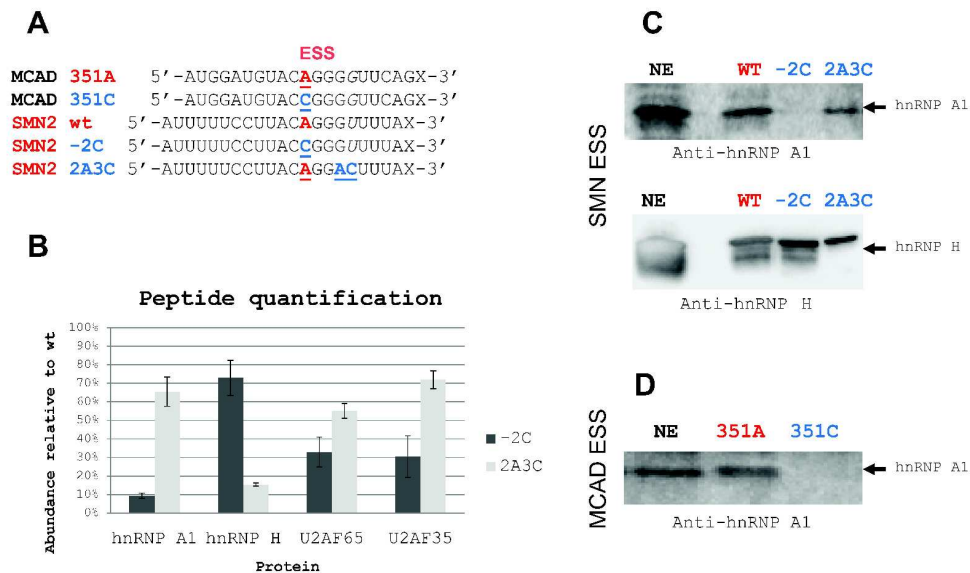 A
ESS
MCAD 351A 5'-AUGGAUGUACAGGGGUUCAGX-3'
MCAD 351C 5'-AUGGAUGUACCGGGGUUCAGX-3'
SMN2 wt 5'-AUUUUUCCUUACAGGGUUUUAX-3'
SMN2 -2C 5'-AUUUUUCCUUACCGGGUUUUAX-3'
SMN2 2A3C 5'-AUUUUUCCUUACAGGACUUUAX-3'
B
Peptide quantification
Abundance relative to wt
100%
90%
80%
70%
60%
50%
40%
30%
20%
10%
0%
hnRNP A1 hnRNP H U2AF65 U2AF35
Protein
-2C
2A3C
C
SMN ESS
NE WT -2C 2A3C
hnRNP A1
Anti-hnRNP A1
NE WT -2C 2A3C
hnRNP H
Anti-hnRNP H
D
MCAD ESS
NE 351A 351C
hnRNP A1
Anti-hnRNP A1